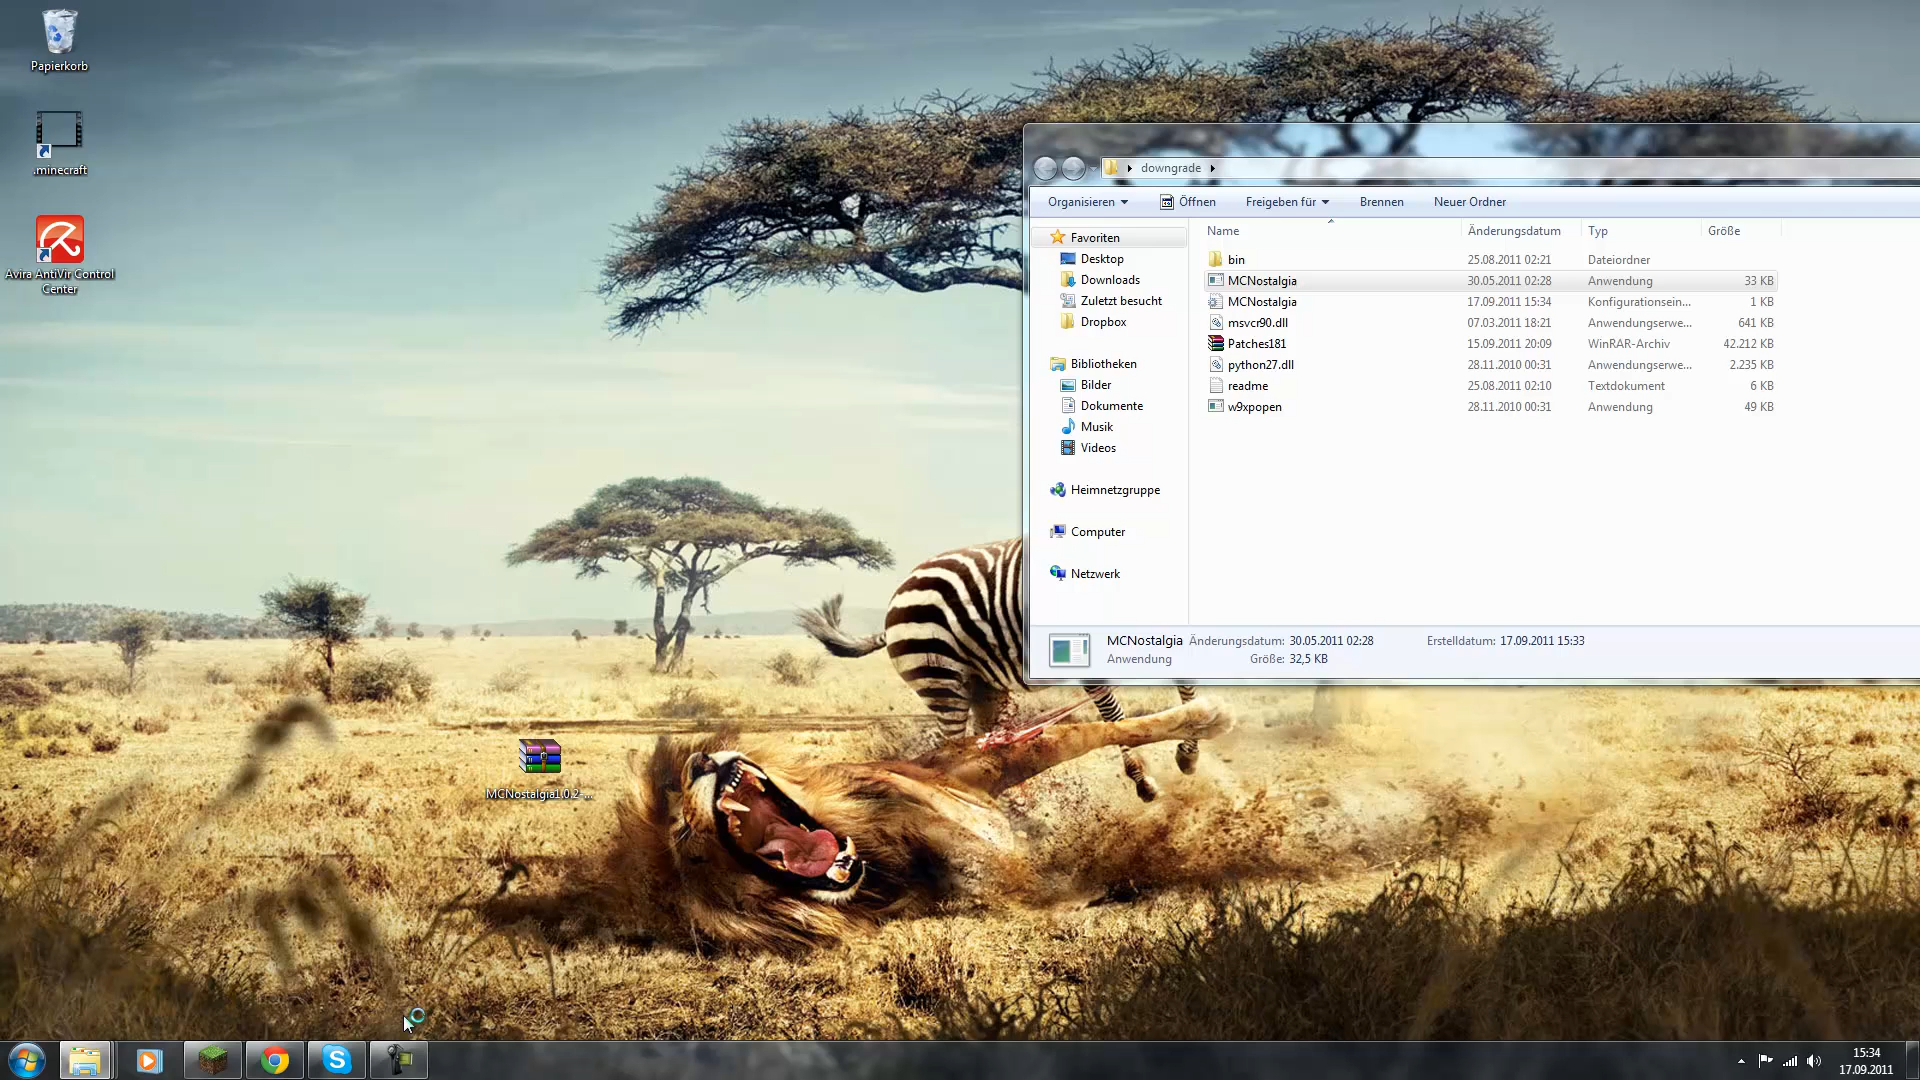 Papierkorb
.minecraft
Avira AntiVir Control
Center
MCNostalgia1.0.2-...
downgrade
Organisieren
Öffnen
Freigeben für
Brennen
Neuer Ordner
Name
Änderungsdatum
Typ
Größe
Favoriten
Desktop
Downloads
Zuletzt besucht
Dropbox
Bibliotheken
Bilder
Dokumente
Musik
Videos
Heimnetzgruppe
Computer
Netzwerk
bin 25.08.2011 02:21 Dateiordner
MCNostalgia 30.05.2011 02:28 Anwendung 33 KB
MCNostalgia 17.09.2011 15:34 Konfigurationsein... 1 KB
msvcr90.dll 07.03.2011 18:21 Anwendungserwe... 641 KB
Patches181 15.09.2011 20:09 WinRAR-Archiv 42.212 KB
python27.dll 28.11.2010 00:31 Anwendungserwe... 2.235 KB
readme 25.08.2011 02:10 Textdokument 6 KB
w9xpopen 28.11.2010 00:31 Anwendung 49 KB
MCNostalgia Änderungsdatum: 30.05.2011 02:28 Erstelldatum: 17.09.2011 15:33
Anwendung Größe: 32,5 KB
15:34
17.09.2011